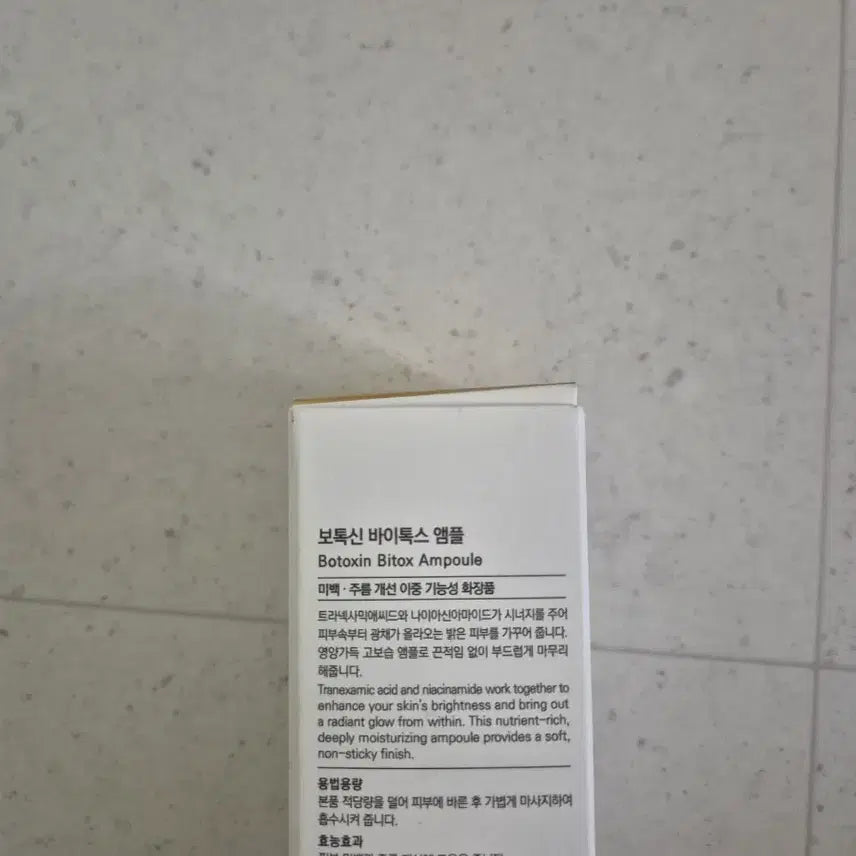 보톡신 바이톡스 앰플
Botoxin Bitox Ampoule
미백 · 주름 개선 이중 기능성 화장품
트라넥사믹애씨드와 나이아신아마이드가 시너지를 주어
피부속부터 광채가 올라오는 밝은 피부를 가꾸어 줍니다.
영양가득 고보습 앰플로 끈적임 없이 부드럽게 마무리
해줍니다.
Tranexamic acid and niacinamide work together to
enhance your skin's brightness and bring out
a radiant glow from within. This nutrient-rich,
deeply moisturizing ampoule provides a soft,
non-sticky finish.
용법용량
본품 적당량을 덜어 피부에 바른 후 가볍게 마사지하여
흡수시켜 줍니다.
효능효과